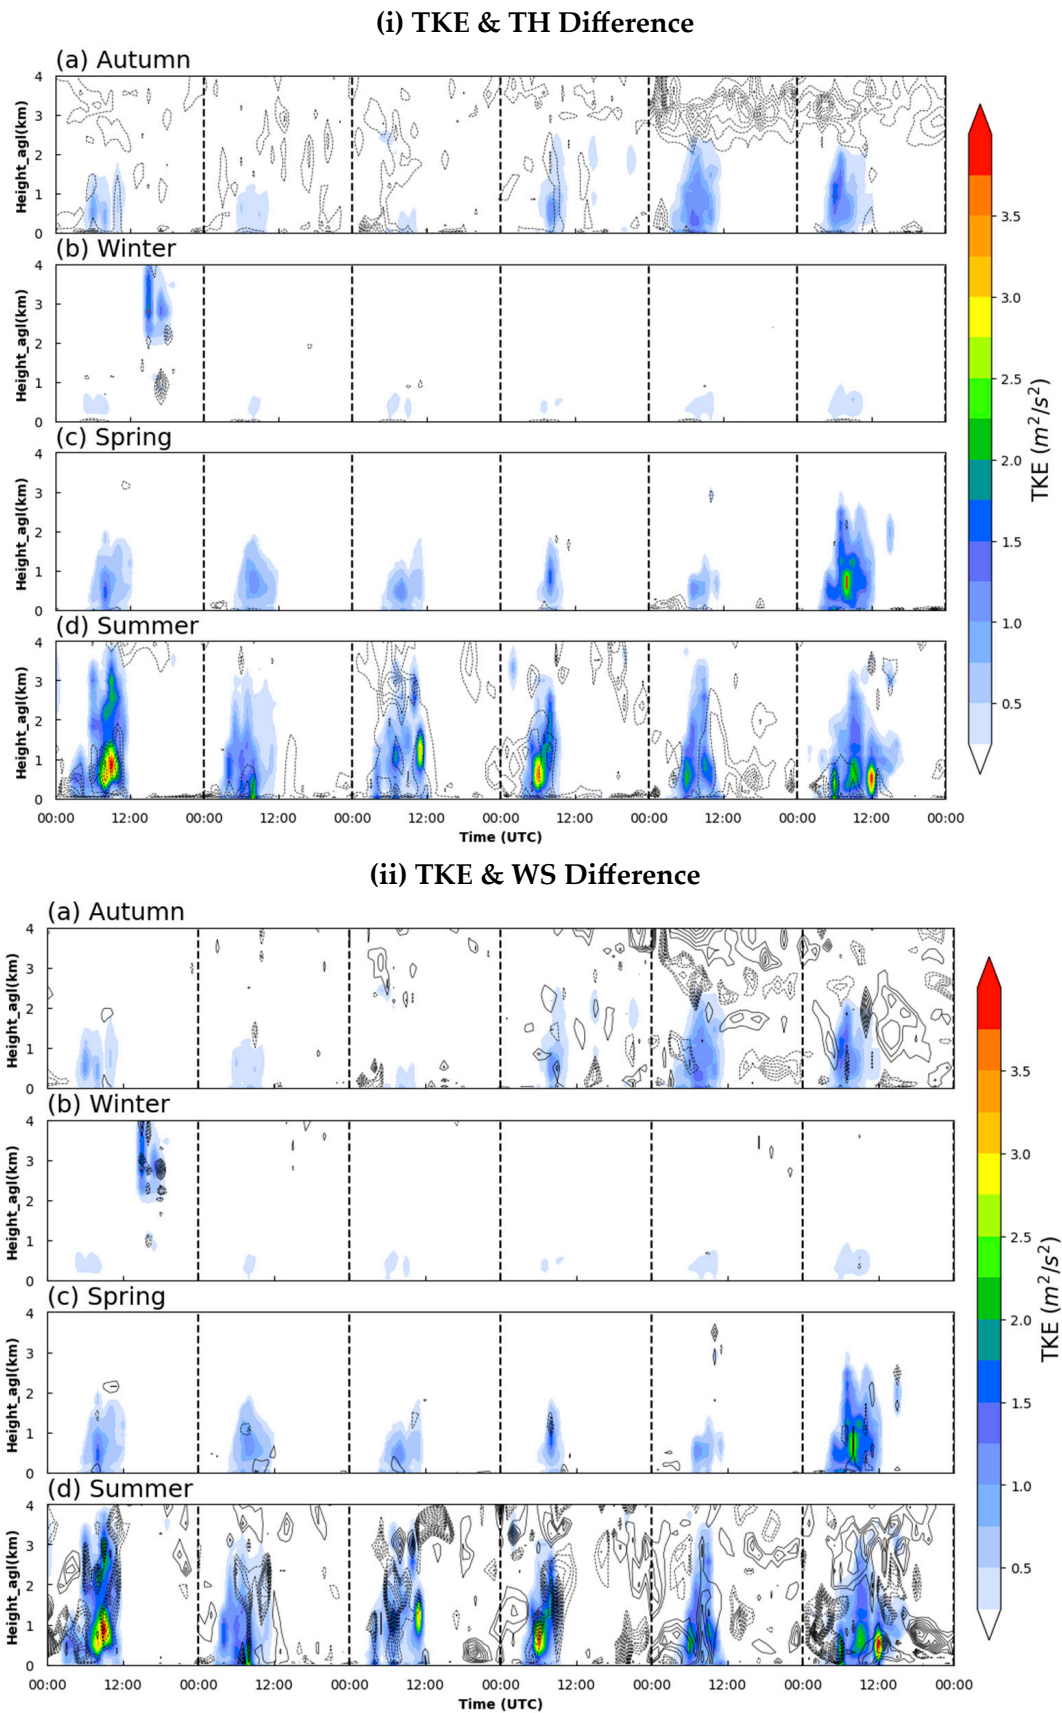 (i) TKE & TH Difference
(a) Autumn
4
3
2
1
0
Height_agl(km)
(b) Winter
4
3
2
1
0
Height_agl(km)
(c) Spring
4
3
2
1
0
Height_agl(km)
(d) Summer
4
3
2
1
0
Height_agl(km)
00:00 12:00 00:00 12:00 00:00 12:00 00:00 12:00 00:00 12:00 00:00 12:00 00:00
Time (UTC)
3.5
3.0
2.5
2.0
1.5
1.0
0.5
TKE (m²/s²)
(ii) TKE & WS Difference
(a) Autumn
4
3
2
1
0
Height_agl(km)
(b) Winter
4
3
2
1
0
Height_agl(km)
(c) Spring
4
3
2
1
0
Height_agl(km)
(d) Summer
4
3
2
1
0
Height_agl(km)
00:00 12:00 00:00 12:00 00:00 12:00 00:00 12:00 00:00 12:00 00:00 12:00 00:00
Time (UTC)
3.5
3.0
2.5
2.0
1.5
1.0
0.5
TKE (m²/s²)